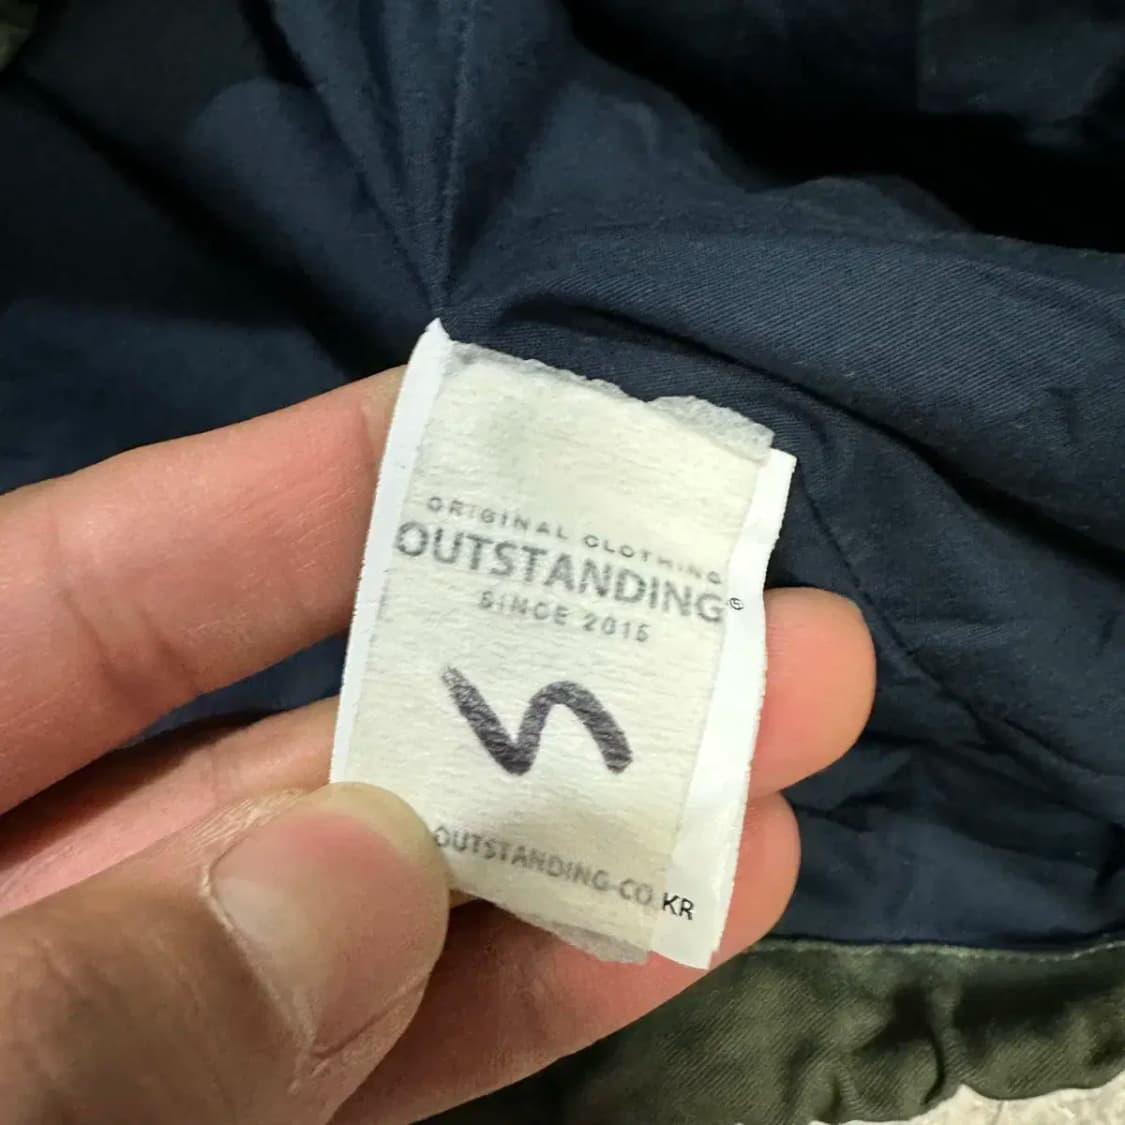 ORIGINAL CLOTHING
OUTSTANDING®
SINCE 2015
OUTSTANDING-CO.KR